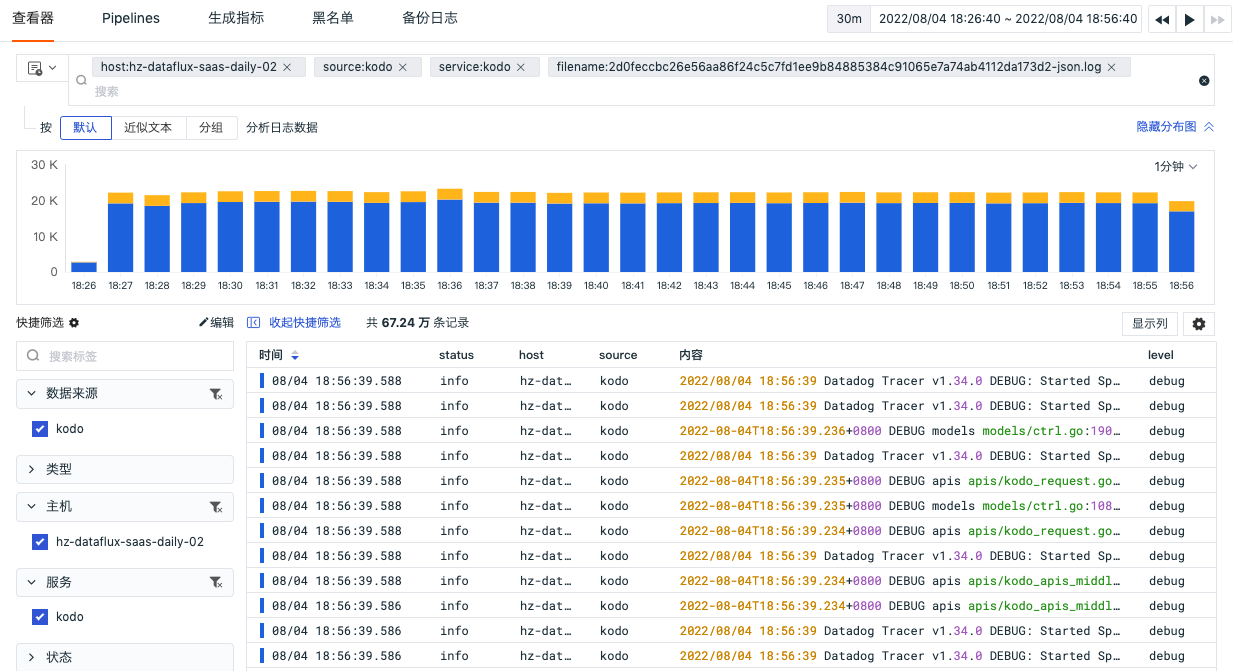 查看器 Pipelines 生成指标 黑名单 备份日志 30m 2022/08/04 18:26:40 ~ 2022/08/04 18:56:40
host:hz-dataflux-saas-daily-02 source:kodo service:kodo filename:2d0feccbc26e56aa86f24c5c7fd1ee9b84885384c91065e7a74ab4112da173d2-json.log
搜索
按 默认 近似文本 分组 分析日志数据 隐藏分布图
1分钟
30 K
20 K
10 K
0
18:26 18:27 18:28 18:29 18:30 18:31 18:32 18:33 18:34 18:35 18:36 18:37 18:38 18:39 18:40 18:41 18:42 18:43 18:44 18:45 18:46 18:47 18:48 18:49 18:50 18:51 18:52 18:53 18:54 18:55 18:56
快捷筛选 编辑 收起快捷筛选 共 67.24 万 条记录 显示列
搜索标签
数据来源
kodo
类型
主机
hz-dataflux-saas-daily-02
服务
kodo
状态
时间 status host source 内容 level
08/04 18:56:39.588 info hz-dat… kodo 2022/08/04 18:56:39 Datadog Tracer v1.34.0 DEBUG: Started Sp… debug
08/04 18:56:39.588 info hz-dat… kodo 2022/08/04 18:56:39 Datadog Tracer v1.34.0 DEBUG: Started Sp… debug
08/04 18:56:39.588 info hz-dat… kodo 2022-08-04T18:56:39.236+0800 DEBUG models models/ctrl.go:190… debug
08/04 18:56:39.588 info hz-dat… kodo 2022/08/04 18:56:39 Datadog Tracer v1.34.0 DEBUG: Started Sp… debug
08/04 18:56:39.588 info hz-dat… kodo 2022-08-04T18:56:39.235+0800 DEBUG apis apis/kodo_request.go… debug
08/04 18:56:39.588 info hz-dat… kodo 2022-08-04T18:56:39.235+0800 DEBUG models models/ctrl.go:108… debug
08/04 18:56:39.588 info hz-dat… kodo 2022-08-04T18:56:39.234+0800 DEBUG apis apis/kodo_request.go… debug
08/04 18:56:39.588 info hz-dat… kodo 2022/08/04 18:56:39 Datadog Tracer v1.34.0 DEBUG: Started Sp… debug
08/04 18:56:39.588 info hz-dat… kodo 2022-08-04T18:56:39.234+0800 DEBUG apis apis/kodo_apis_middl… debug
08/04 18:56:39.586 info hz-dat… kodo 2022-08-04T18:56:39.234+0800 DEBUG apis apis/kodo_apis_middl… debug
08/04 18:56:39.586 info hz-dat… kodo 2022/08/04 18:56:39 Datadog Tracer v1.34.0 DEBUG: Started Sp… debug
08/04 18:56:39.586 info hz-dat… kodo 2022/08/04 18:56:39 Datadog Tracer v1.34.0 DEBUG: Started Sp… debug